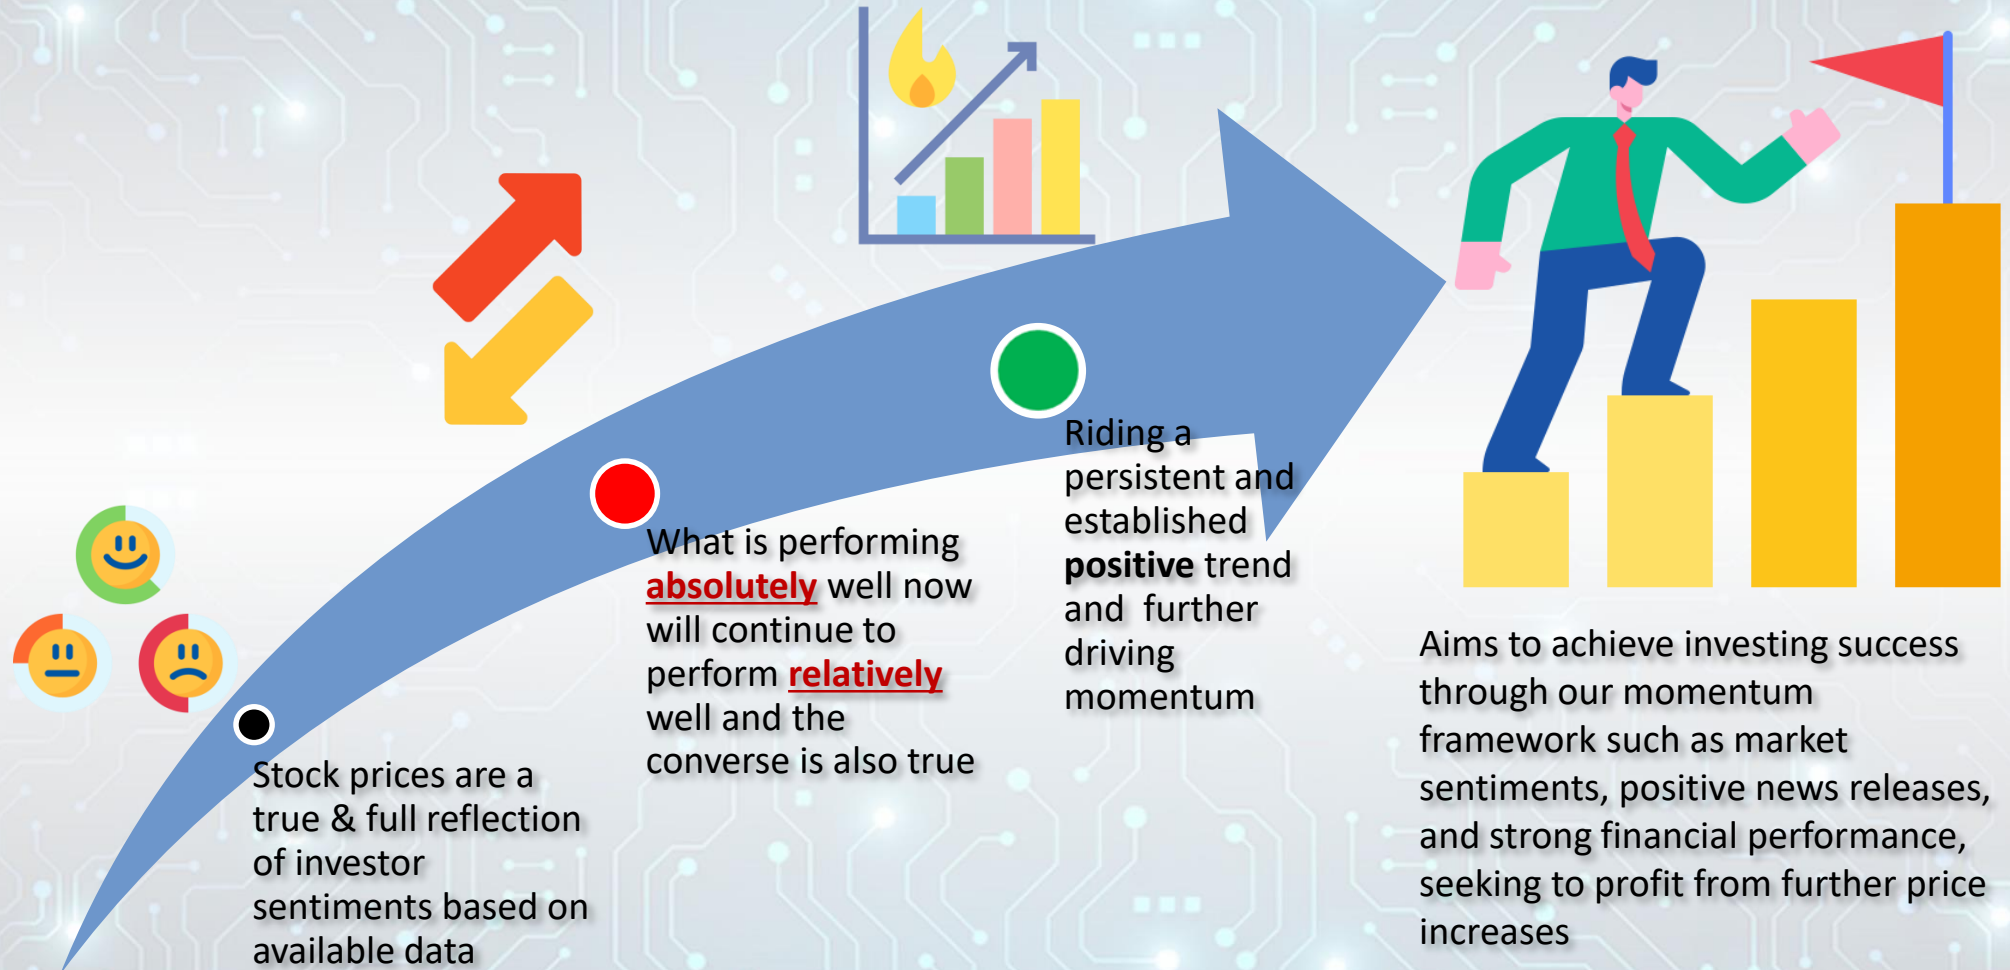 Stock prices are a
true & full reflection
of investor
sentiments based on
available data
What is performing
absolutely well now
will continue to
perform relatively
well and the
converse is also true
Riding a
persistent and
established
positive trend
and  further
driving
momentum
Aims to achieve investing success
through our momentum
framework such as market
sentiments, positive news releases,
and strong financial performance,
seeking to profit from further price
increases